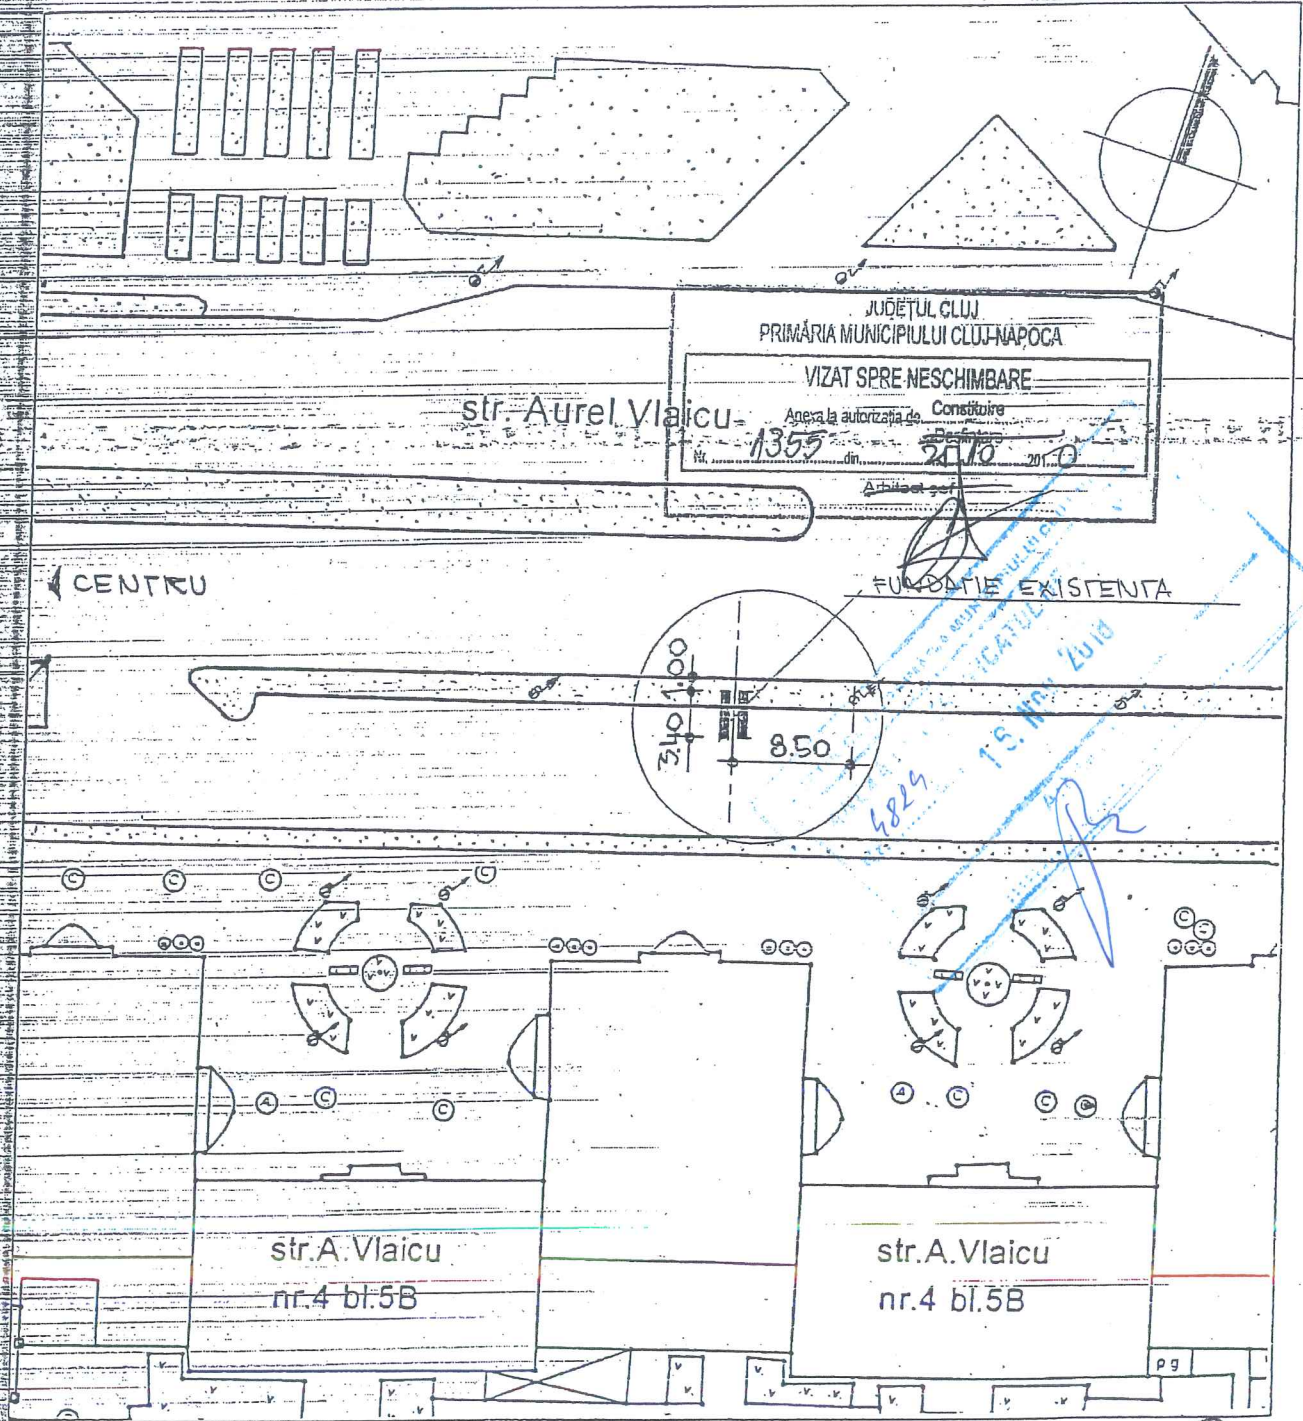 JUDEȚUL CLUJ
PRIMĂRIA MUNICIPIULUI CLUJ-NAPOCA
VIZAT SPRE NESCHIMBARE
str. Aurel Vlaicu
Anexa la autorizația de Construire
Desființare
Nr. 1355 din 201
Arhitect șef
CENTRU
FUNDATIE EXISTENTA
1.00
3.40
8.50
15. 2010
4824
C C C C
C
C
A C C
A C C
str.A.Vlaicu
nr.4 bl.5B
str.A.Vlaicu
nr.4 bl.5B
pg